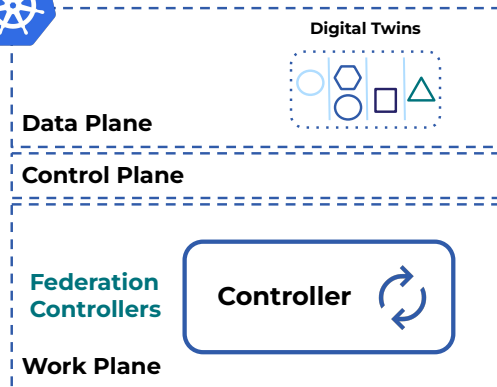 Digital Twins
Data Plane
Control Plane
Federation
Controllers
Controller
Work Plane